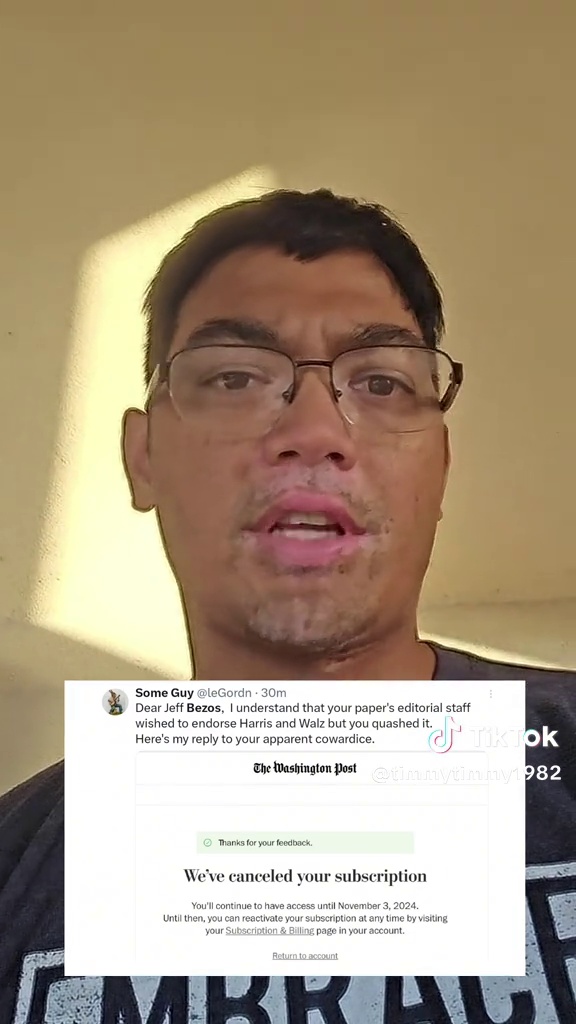 Some Guy @leGordn · 30m
Dear Jeff Bezos, I understand that your paper's editorial staff
wished to endorse Harris and Walz but you quashed it.
Here's my reply to your apparent cowardice.
TikTok
@timmytimmy1982
The Washington Post
Thanks for your feedback.
We've canceled your subscription
You'll continue to have access until November 3, 2024.
Until then, you can reactivate your subscription at any time by visiting
your Subscription & Billing page in your account.
Return to account
EMBRACE